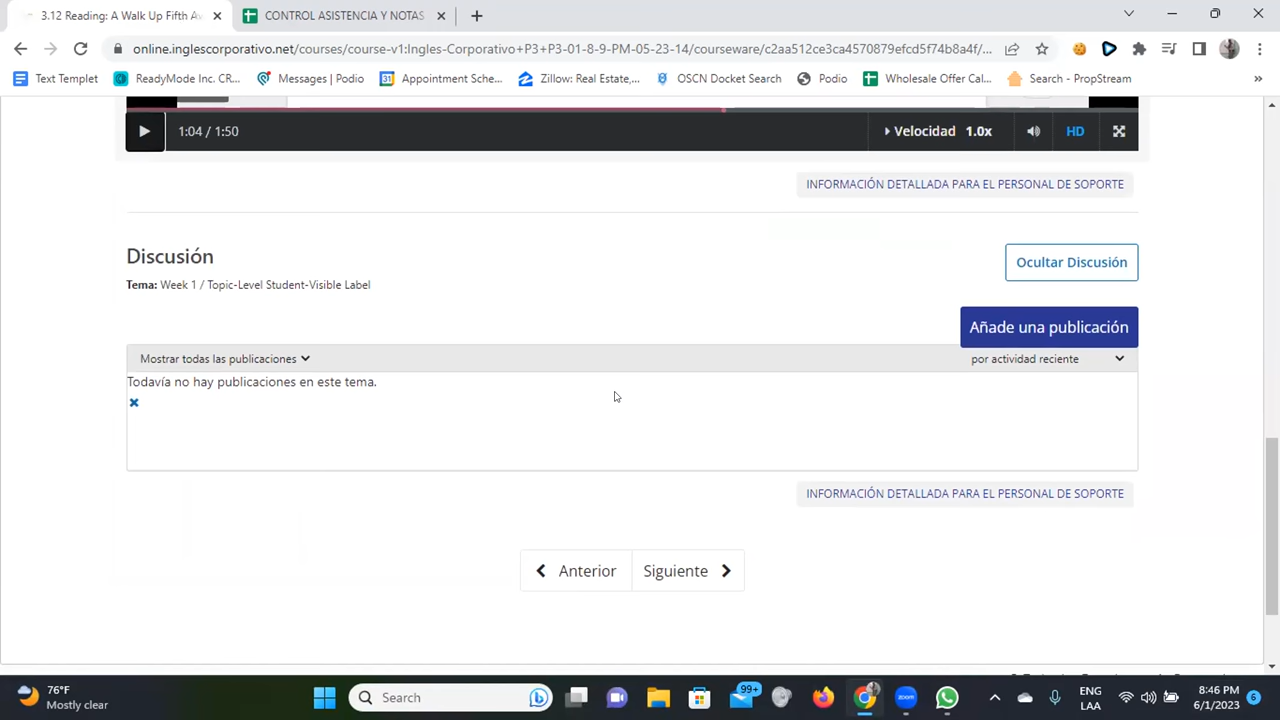 3.12 Reading: A Walk Up Fifth Av
CONTROL ASISTENCIA Y NOTAS
online.inglescorporativo.net/courses/course-v1:Ingles-Corporativo+P3+P3-01-8-9-PM-05-23-14/courseware/c2aa512ce3ca4570879efcd5f74b8a4f/...
Text Templet
ReadyMode Inc. CR...
Messages | Podio
Appointment Sche...
Zillow: Real Estate,...
OSCN Docket Search
Podio
Wholesale Offer Cal...
Search - PropStream
»
1:04 / 1:50
Velocidad 1.0x
HD
INFORMACIÓN DETALLADA PARA EL PERSONAL DE SOPORTE
Discusión
Ocultar Discusión
Tema: Week 1 / Topic-Level Student-Visible Label
Añade una publicación
Mostrar todas las publicaciones
por actividad reciente
Todavía no hay publicaciones en este tema.
INFORMACIÓN DETALLADA PARA EL PERSONAL DE SOPORTE
Anterior
Siguiente
76°F
Mostly clear
Search
99+
zoom
ENG
LAA
8:46 PM
6/1/2023
6